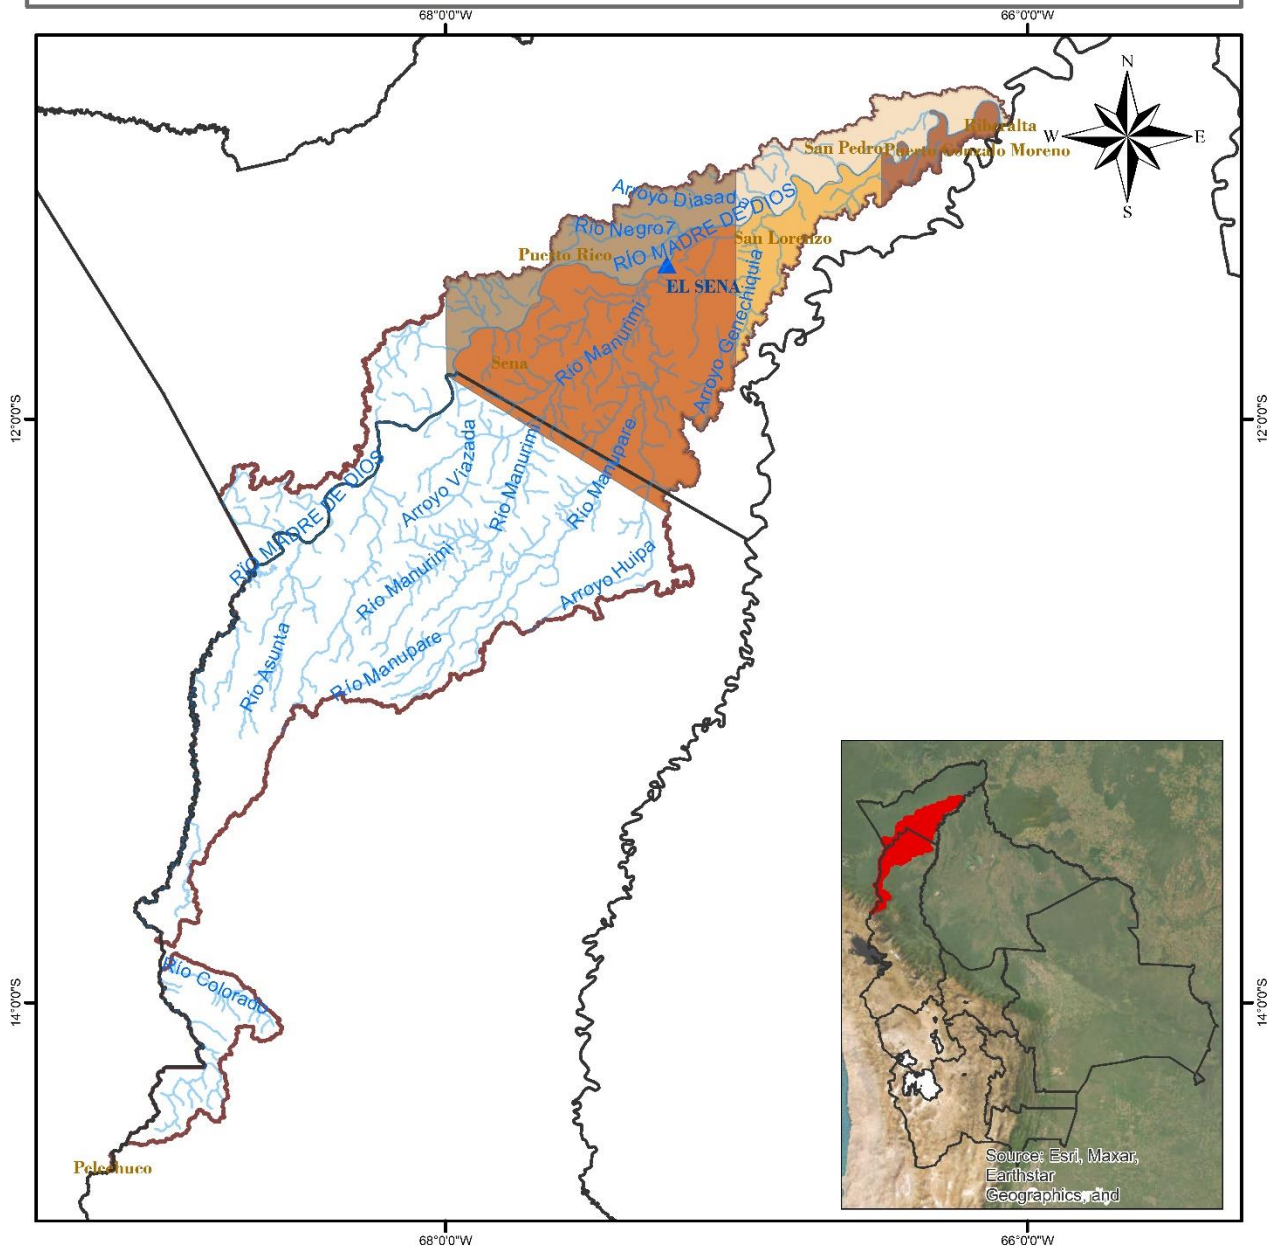 68°0'0"W
66°0'0"W
N
W
E
S
Riberalta
San Pedro
Puerto Gonzalo Moreno
Arroyo Diasada
Río Negro7
RÍO MADRE DE DIOS
San Lorenzo
Puerto Rico
EL SENA
Arroyo Genechiquia
Río Manurimi
Sena
12°0'0"S
12°0'0"S
Arroyo Viazada
Río Manurimi
Río Manupare
RÍO MADRE DE DIOS
Río Manurimi
Arroyo Huipa
Río Asunta
Río Manupare
Río Colorado
14°0'0"S
14°0'0"S
Pelechuco
Source: Esri, Maxar,
Earthstar
Geographics, and
68°0'0"W
66°0'0"W